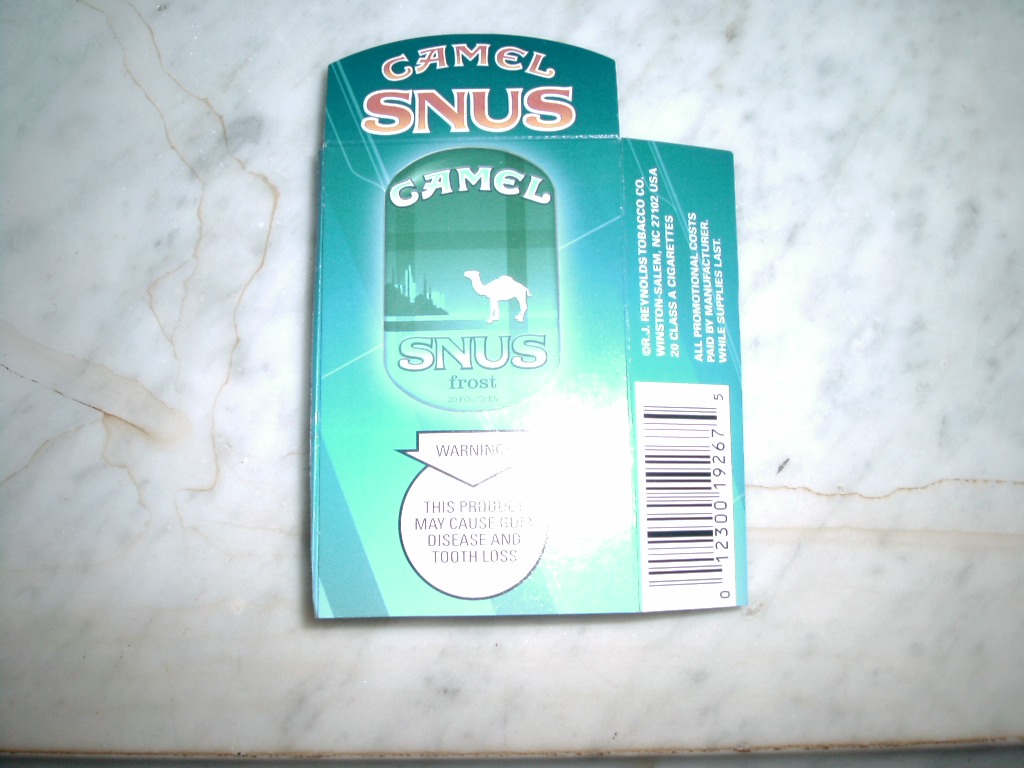 CAMEL
SNUS
CAMEL
SNUS
frost
WARNING:
THIS PRODUCT
MAY CAUSE GUM
DISEASE AND
TOOTH LOSS
©R.J. REYNOLDS TOBACCO CO.
WINSTON-SALEM, NC 27102 USA
20 CLASS A CIGARETTES
ALL PROMOTIONAL COSTS
PAID BY MANUFACTURER.
WHILE SUPPLIES LAST.
0 12300 19267 5